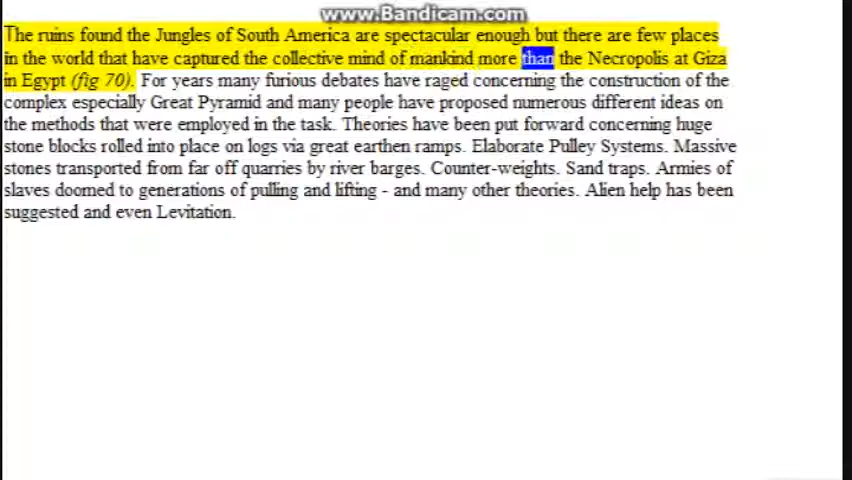 www.Bandicam.com
The ruins found the Jungles of South America are spectacular enough but there are few places
in the world that have captured the collective mind of mankind more than the Necropolis at Giza
in Egypt (fig 70). For years many furious debates have raged concerning the construction of the
complex especially Great Pyramid and many people have proposed numerous different ideas on
the methods that were employed in the task. Theories have been put forward concerning huge
stone blocks rolled into place on logs via great earthen ramps. Elaborate Pulley Systems. Massive
stones transported from far off quarries by river barges. Counter-weights. Sand traps. Armies of
slaves doomed to generations of pulling and lifting - and many other theories. Alien help has been
suggested and even Levitation.